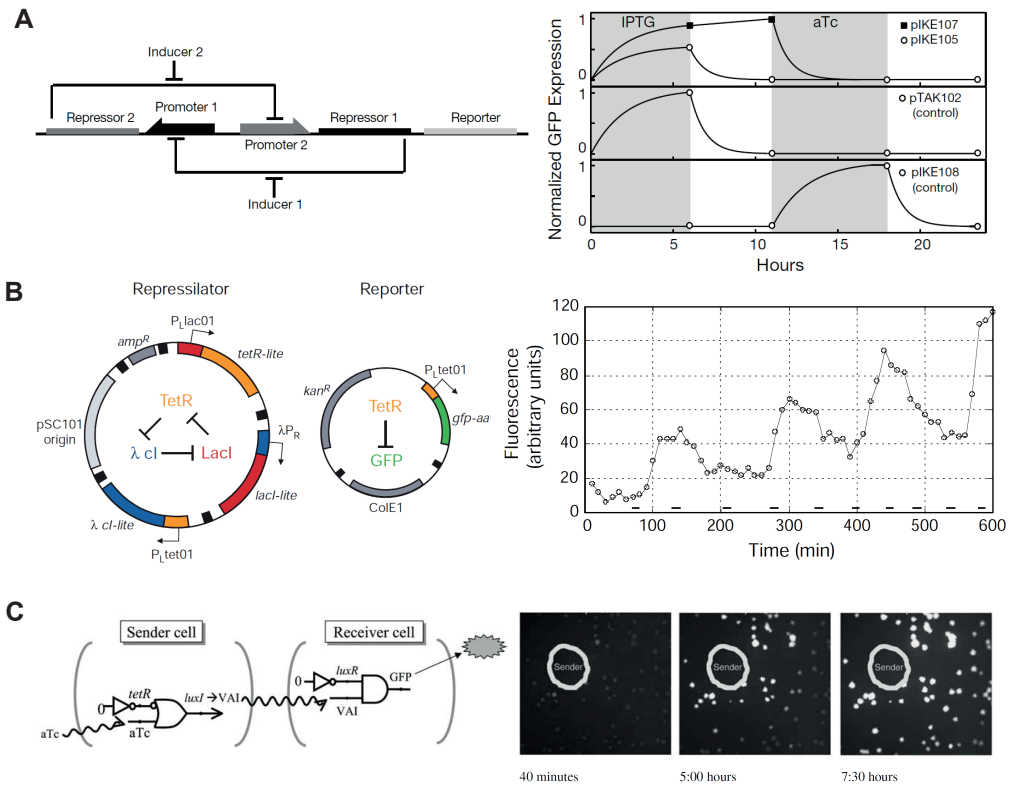 A
Inducer 2
Promoter 1
Repressor 2
Repressor 1
Reporter
Promoter 2
Inducer 1
Normalized GFP Expression
IPTG
aTc
pIKE107
pIKE105
1
0
pTAK102
(control)
1
0
pIKE108
(control)
1
0
0
5
10
15
20
Hours
B
Repressilator
Reporter
PLlac01
ampR
tetR-lite
TetR
pSC101
origin
λPR
λ cI
LacI
lacI-lite
λ cI-lite
PLtet01
PLtet01
kanR
TetR
gfp-aav
GFP
ColE1
Fluorescence
(arbitrary units)
120
100
80
60
40
20
0
0
100
200
300
400
500
600
Time (min)
C
Sender cell
Receiver cell
tetR
luxI
VAI
0
aTc
aTc
luxR
0
VAI
GFP
Sender
Sender
Sender
40 minutes
5:00 hours
7:30 hours